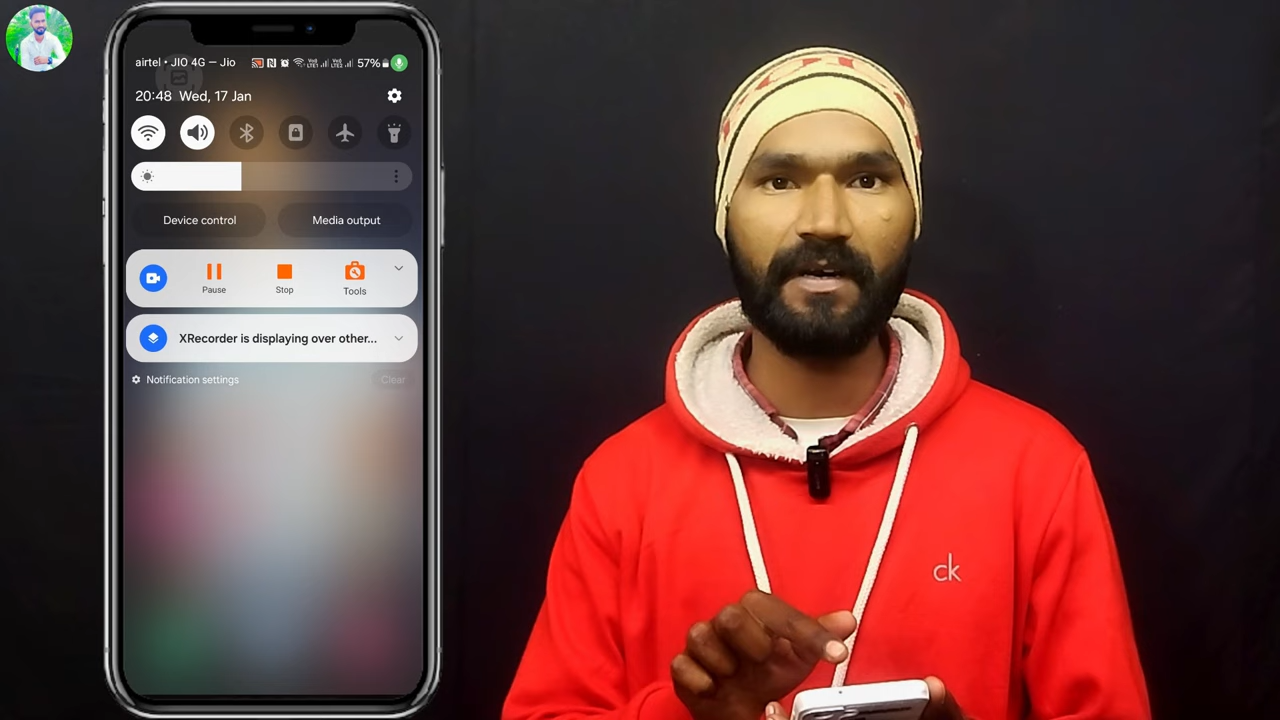 airtel • JIO 4G — Jio 57%
20:48 Wed, 17 Jan
Device control Media output
Pause Stop Tools
XRecorder is displaying over other...
Notification settings Clear
ck